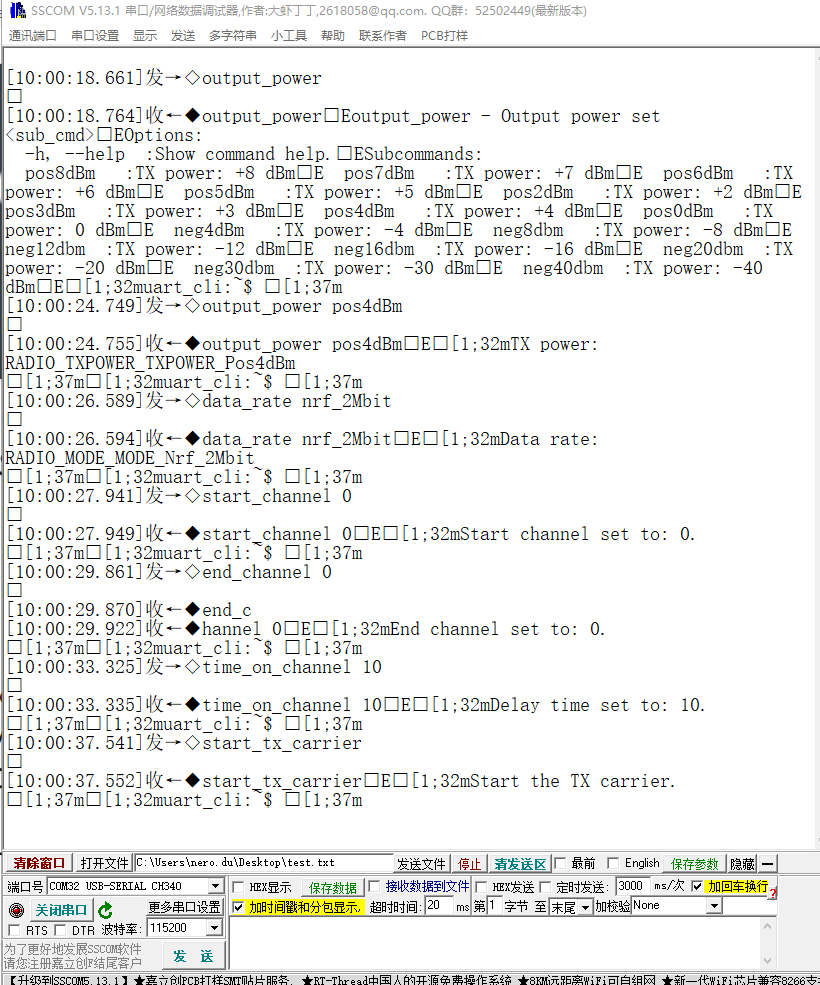 SSCOM V5.13.1 串口/网络数据调试器,作者:大虾丁丁,2618058@qq.com. QQ群: 52502449(最新版本)
通讯端口 串口设置 显示 发送 多字符串 小工具 帮助 联系作者 PCB打样
[10:00:18.661]发→◇output_power
□
[10:00:18.764]收←◆output_power□Eoutput_power - Output power set
<sub_cmd>□EOptions:
-h, --help  :Show command help.□ESubcommands:
pos8dBm   :TX power: +8 dBm□E  pos7dBm   :TX power: +7 dBm□E  pos6dBm   :TX
power: +6 dBm□E  pos5dBm   :TX power: +5 dBm□E  pos2dBm   :TX power: +2 dBm□E
pos3dBm   :TX power: +3 dBm□E  pos4dBm   :TX power: +4 dBm□E  pos0dBm   :TX
power: 0 dBm□E  neg4dBm   :TX power: -4 dBm□E  neg8dbm   :TX power: -8 dBm□E
neg12dbm  :TX power: -12 dBm□E  neg16dbm  :TX power: -16 dBm□E  neg20dbm  :TX
power: -20 dBm□E  neg30dbm  :TX power: -30 dBm□E  neg40dbm  :TX power: -40
dBm□E□[1;32muart_cli:~$ □[1;37m
[10:00:24.749]发→◇output_power pos4dBm
□
[10:00:24.755]收←◆output_power pos4dBm□E□[1;32mTX power:
RADIO_TXPOWER_TXPOWER_Pos4dBm
□[1;37m□[1;32muart_cli:~$ □[1;37m
[10:00:26.589]发→◇data_rate nrf_2Mbit
□
[10:00:26.594]收←◆data_rate nrf_2Mbit□E□[1;32mData rate:
RADIO_MODE_MODE_Nrf_2Mbit
□[1;37m□[1;32muart_cli:~$ □[1;37m
[10:00:27.941]发→◇start_channel 0
□
[10:00:27.949]收←◆start_channel 0□E□[1;32mStart channel set to: 0.
□[1;37m□[1;32muart_cli:~$ □[1;37m
[10:00:29.861]发→◇end_channel 0
□
[10:00:29.870]收←◆end_c
[10:00:29.922]收←◆hannel 0□E□[1;32mEnd channel set to: 0.
□[1;37m□[1;32muart_cli:~$ □[1;37m
[10:00:33.325]发→◇time_on_channel 10
□
[10:00:33.335]收←◆time_on_channel 10□E□[1;32mDelay time set to: 10.
□[1;37m□[1;32muart_cli:~$ □[1;37m
[10:00:37.541]发→◇start_tx_carrier
□
[10:00:37.552]收←◆start_tx_carrier□E□[1;32mStart the TX carrier.
□[1;37m□[1;32muart_cli:~$ □[1;37m
清除窗口 打开文件 C:\Users\nero.du\Desktop\test.txt 发送文件 停止 清发送区 最前 English 保存参数 隐藏 —
端口号 COM32 USB-SERIAL CH340 HEX显示 保存数据 接收数据到文件 HEX发送 定时发送: 3000 ms/次 加回车换行
关闭串口 更多串口设置 加时间戳和分包显示, 超时时间: 20 ms 第1 字节 至 末尾 加校验 None
RTS DTR 波特率: 115200
为了更好地发展SSCOM软件
请您注册嘉立创F结尾客户
发 送
【升级到SSCOM5.13.1】★嘉立创PCB打样SMT贴片服务. ★RT-Thread中国人的开源免费操作系统 ★8KM远距离WiFi可自组网 ★新一代WiFi芯片兼容8266支